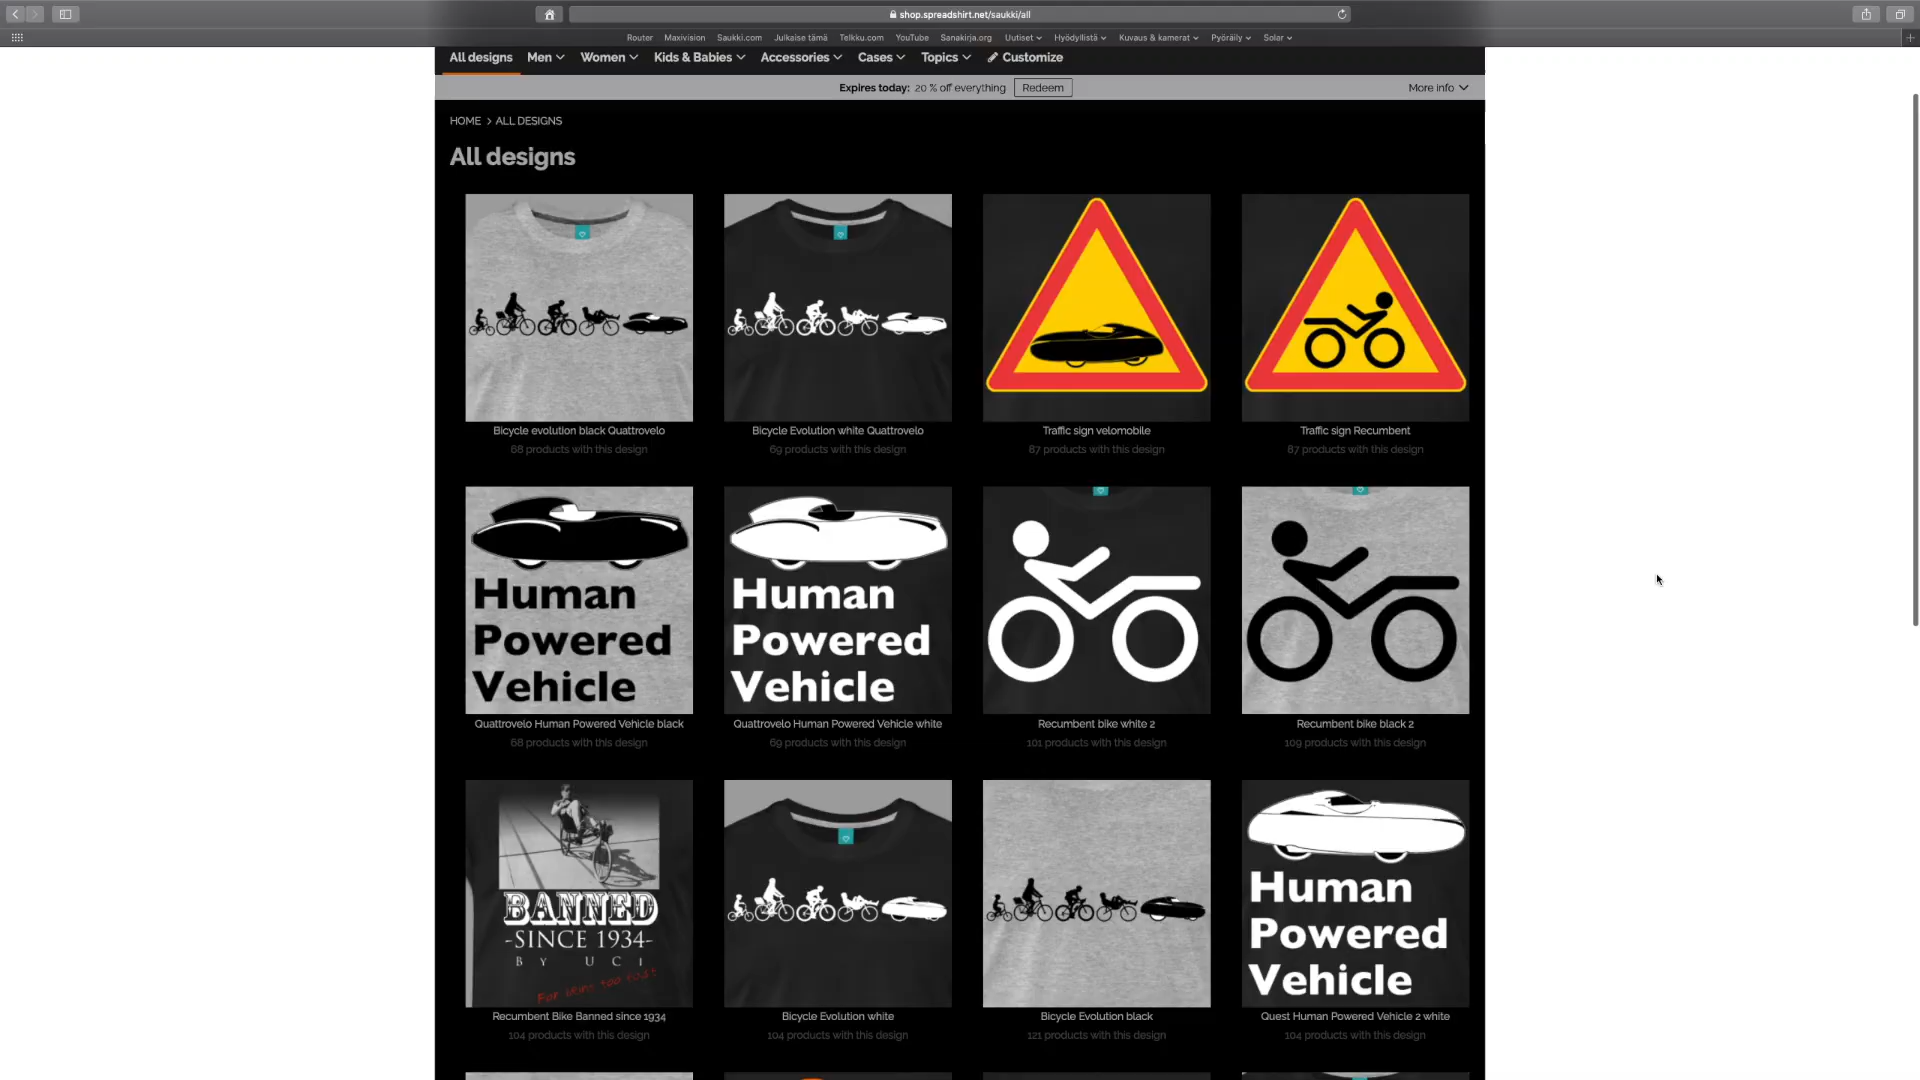 shop.spreadshirt.net/saukki/all
Router Maxivision Saukki.com Julkaise tämä Telkku.com YouTube Sanakirja.org Uutiset Hyödyllistä Kuvaus & kamerat Pyöräily Solar
All designs Men Women Kids & Babies Accessories Cases Topics Customize
Expires today: 20 % off everything Redeem More info
HOME > ALL DESIGNS
All designs
Bicycle evolution black Quattrovelo
68 products with this design
Bicycle Evolution white Quattrovelo
69 products with this design
Traffic sign velomobile
87 products with this design
Traffic sign Recumbent
87 products with this design
Human
Powered
Vehicle
Quattrovelo Human Powered Vehicle black
68 products with this design
Human
Powered
Vehicle
Quattrovelo Human Powered Vehicle white
69 products with this design
Recumbent bike white 2
101 products with this design
Recumbent bike black 2
109 products with this design
BANNED
-SINCE 1934-
BY UCI
For being too fast
Recumbent Bike Banned since 1934
104 products with this design
Bicycle Evolution white
104 products with this design
Bicycle Evolution black
121 products with this design
Human
Powered
Vehicle
Quest Human Powered Vehicle 2 white
104 products with this design